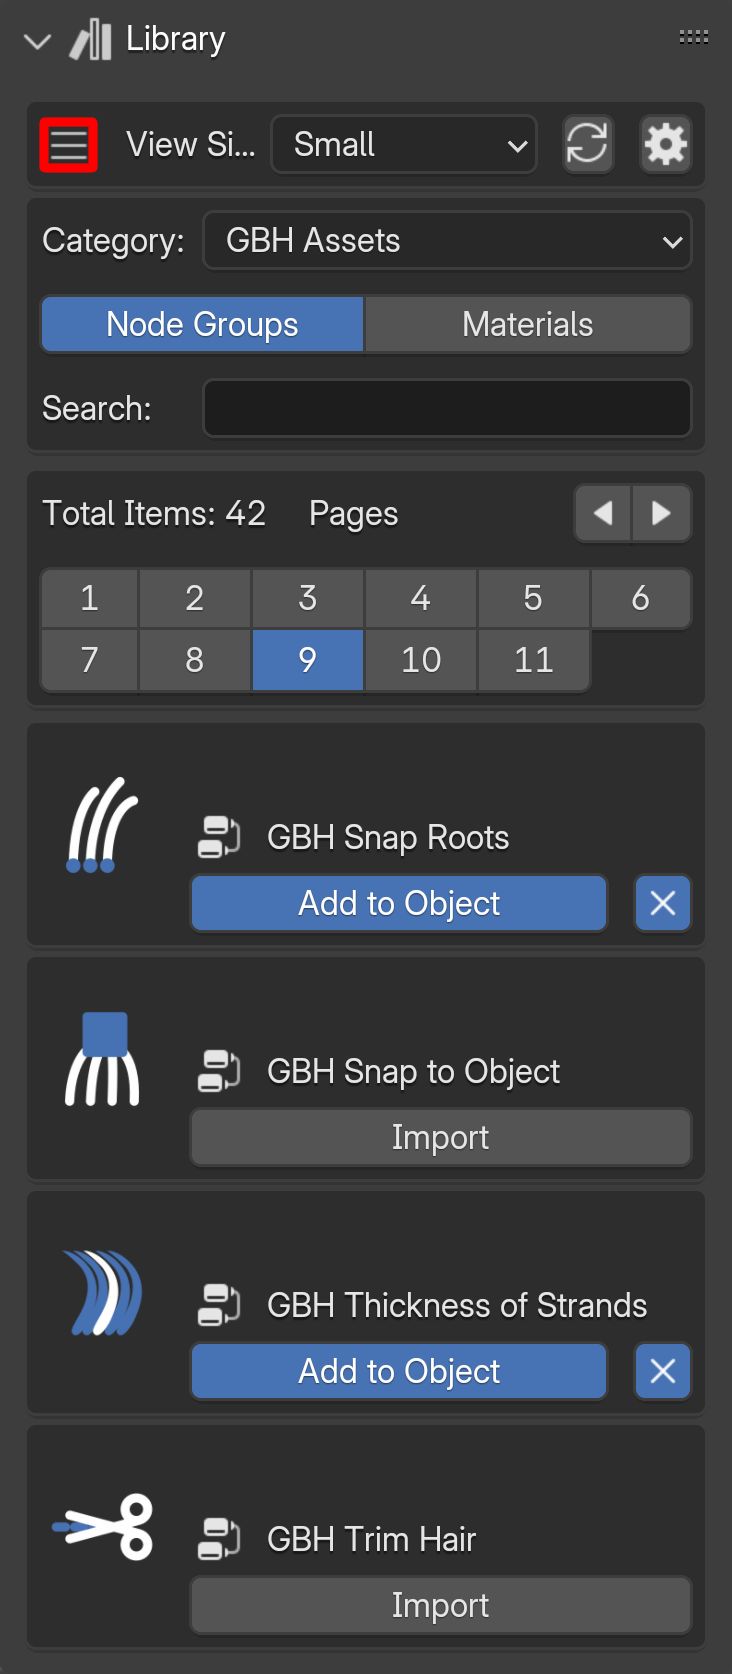 Library
View Si... Small
Category: GBH Assets
Node Groups Materials
Search:
Total Items: 42 Pages
1 2 3 4 5 6
7 8 9 10 11
GBH Snap Roots
Add to Object
GBH Snap to Object
Import
GBH Thickness of Strands
Add to Object
GBH Trim Hair
Import